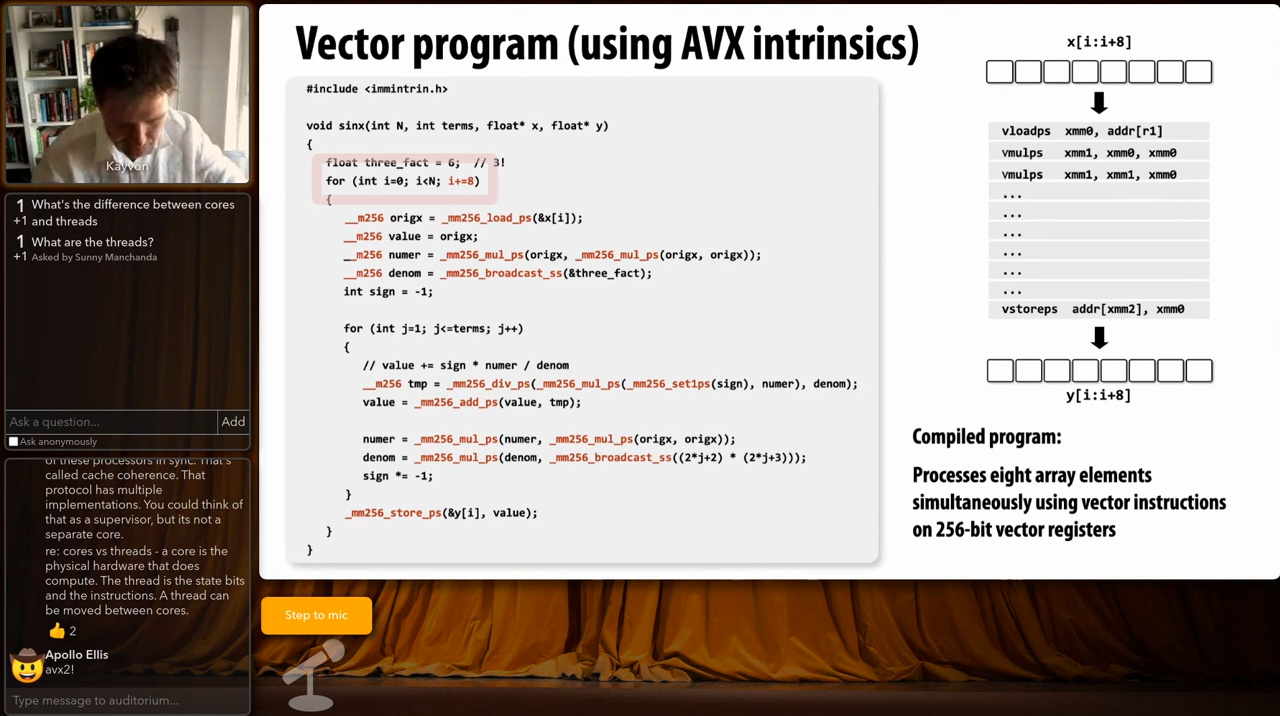 Kayvon
1 What's the difference between cores
+1 and threads
1 What are the threads?
+1 Asked by Sunny Manchanda
Ask a question...
Add
Ask anonymously
of these processors in sync. That's
called cache coherence. That
protocol has multiple
implementations. You could think of
that as a supervisor, but its not a
separate core.
re: cores vs threads - a core is the
physical hardware that does
compute. The thread is the state bits
and the instructions. A thread can
be moved between cores.
👍 2
Apollo Ellis
avx2!
Type message to auditorium...
Vector program (using AVX intrinsics)
#include <immintrin.h>
void sinx(int N, int terms, float* x, float* y)
{
float three_fact = 6; // 3!
for (int i=0; i<N; i+=8)
{
__m256 origx = _mm256_load_ps(&x[i]);
__m256 value = origx;
__m256 numer = _mm256_mul_ps(origx, _mm256_mul_ps(origx, origx));
__m256 denom = _mm256_broadcast_ss(&three_fact);
int sign = -1;
for (int j=1; j<=terms; j++)
{
// value += sign * numer / denom
__m256 tmp = _mm256_div_ps(_mm256_mul_ps(_mm256_set1ps(sign), numer), denom);
value = _mm256_add_ps(value, tmp);
numer = _mm256_mul_ps(numer, _mm256_mul_ps(origx, origx));
denom = _mm256_mul_ps(denom, _mm256_broadcast_ss((2*j+2) * (2*j+3)));
sign *= -1;
}
_mm256_store_ps(&y[i], value);
}
}
x[i:i+8]
vloadps xmm0, addr[r1]
vmulps xmm1, xmm0, xmm0
vmulps xmm1, xmm1, xmm0
...
...
...
...
...
...
vstoreps addr[xmm2], xmm0
y[i:i+8]
Compiled program:
Processes eight array elements
simultaneously using vector instructions
on 256-bit vector registers
Step to mic